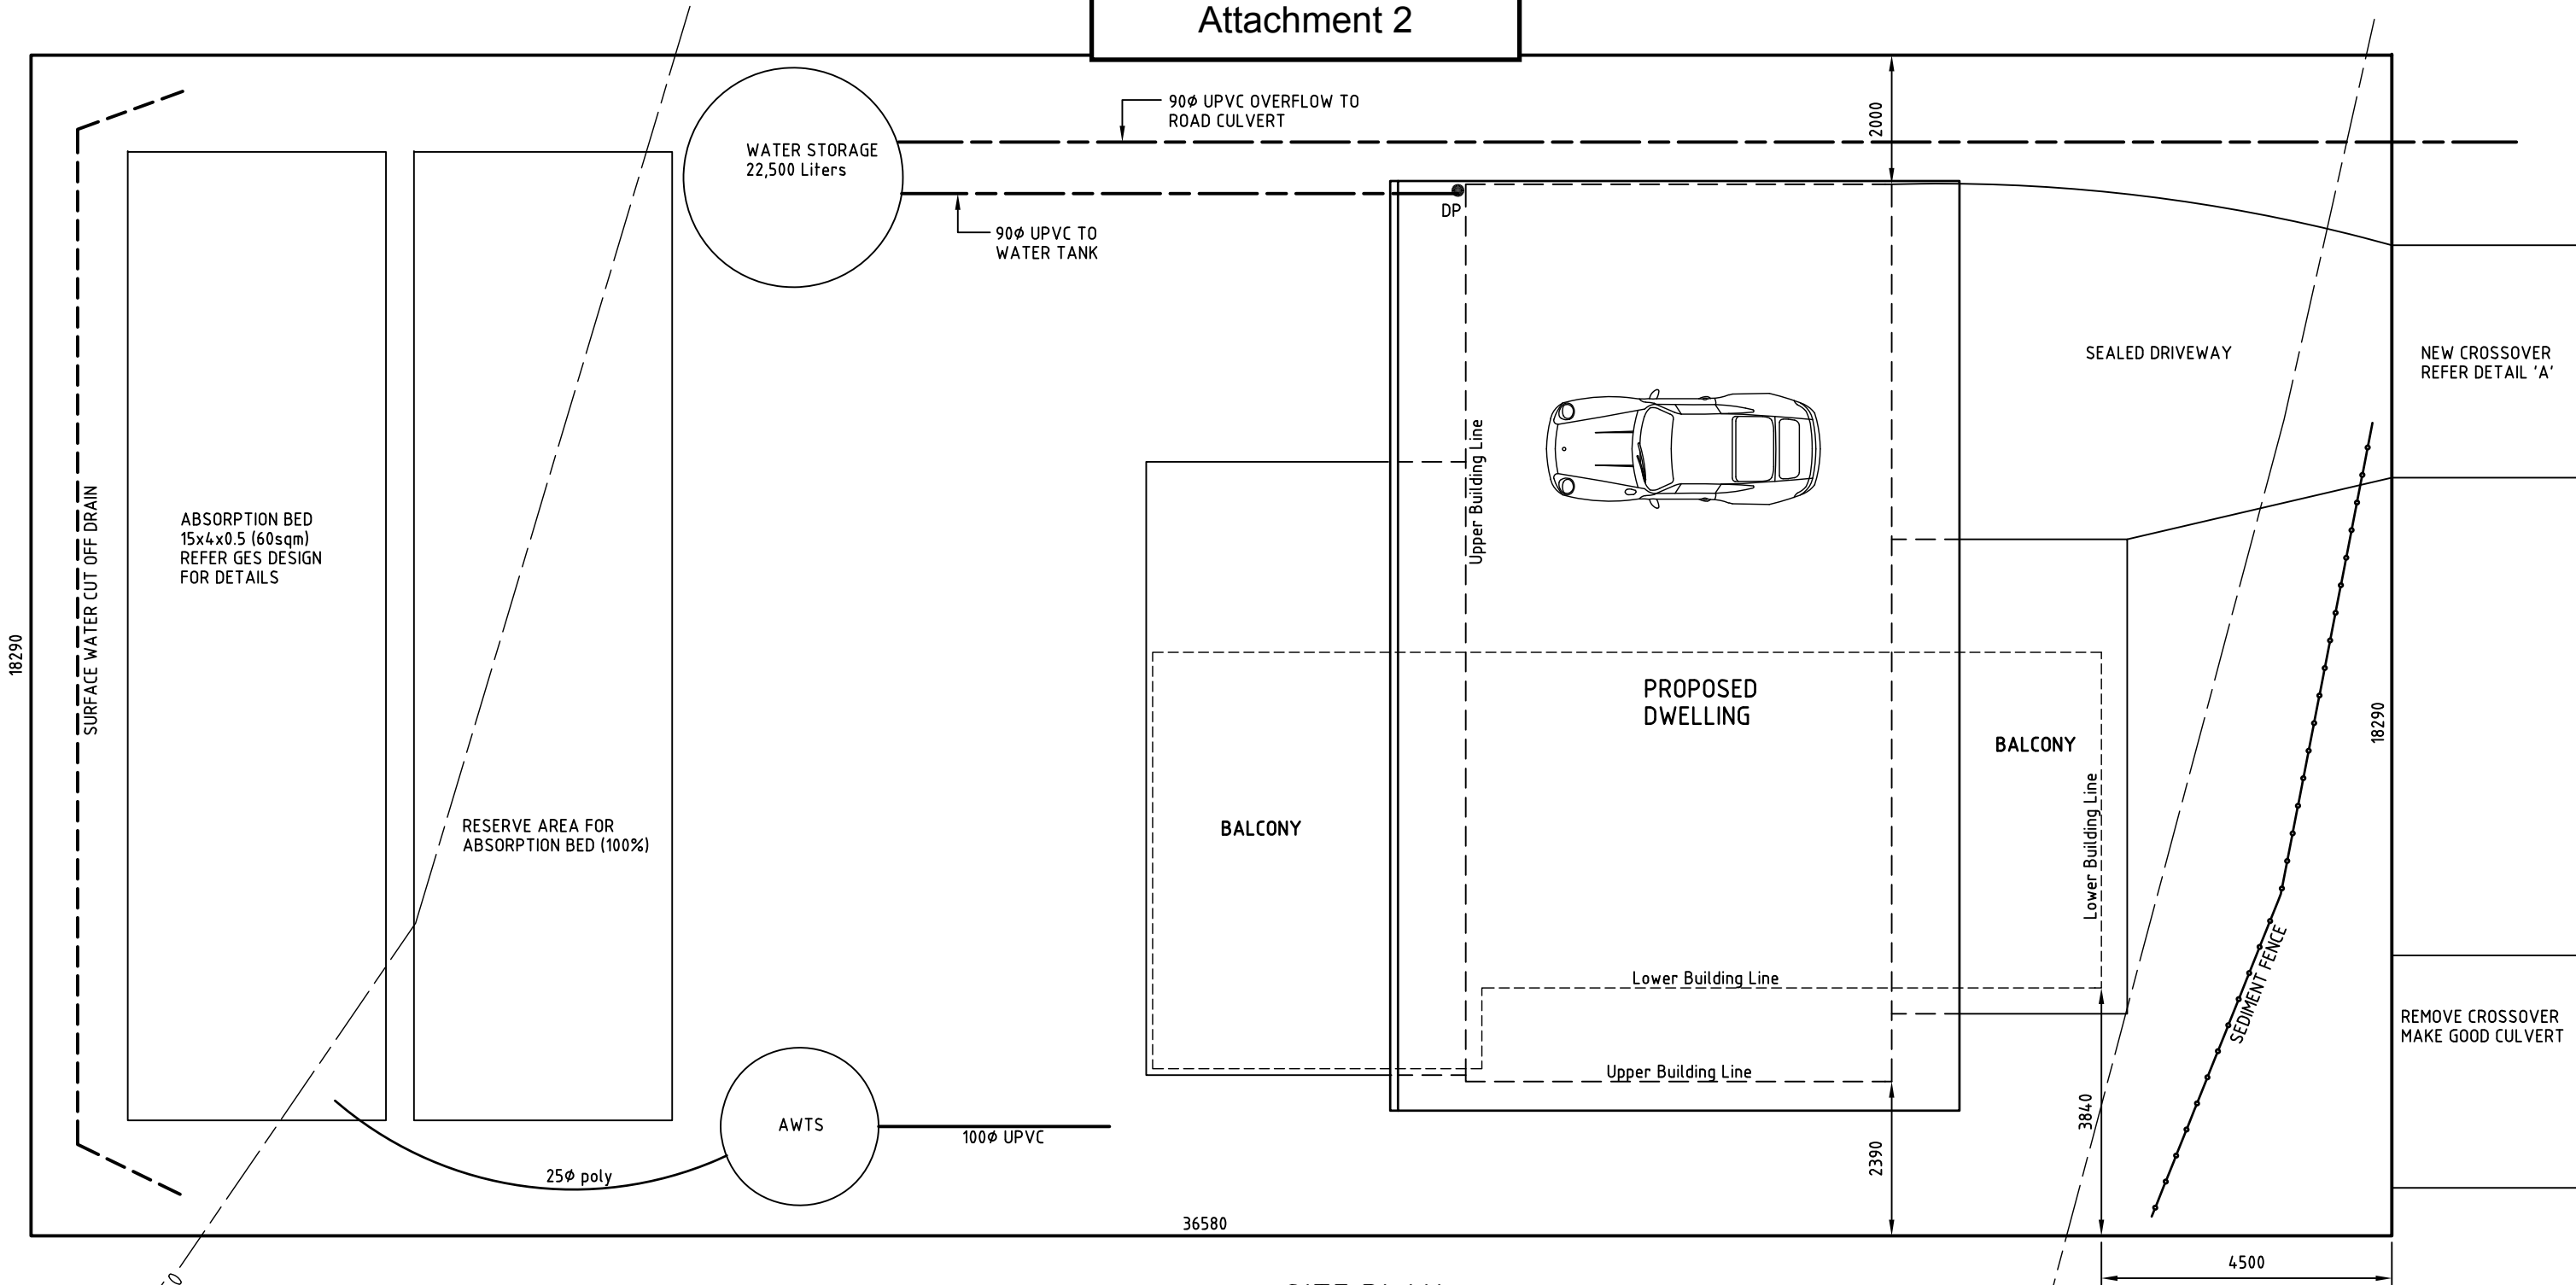 Attachment 2
90Ø UPVC OVERFLOW TO
ROAD CULVERT
2000
WATER STORAGE
22,500 Liters
DP
90Ø UPVC TO
WATER TANK
SEALED DRIVEWAY
NEW CROSSOVER
REFER DETAIL 'A'
Upper Building Line
ABSORPTION BED
15x4x0.5 (60sqm)
REFER GES DESIGN
FOR DETAILS
SURFACE WATER CUT OFF DRAIN
18290
PROPOSED
DWELLING
BALCONY
18290
RESERVE AREA FOR
ABSORPTION BED (100%)
BALCONY
Lower Building Line
Lower Building Line
SEDIMENT FENCE
REMOVE CROSSOVER
MAKE GOOD CULVERT
Upper Building Line
AWTS
100Ø UPVC
25Ø poly
2390
3840
36580
4500